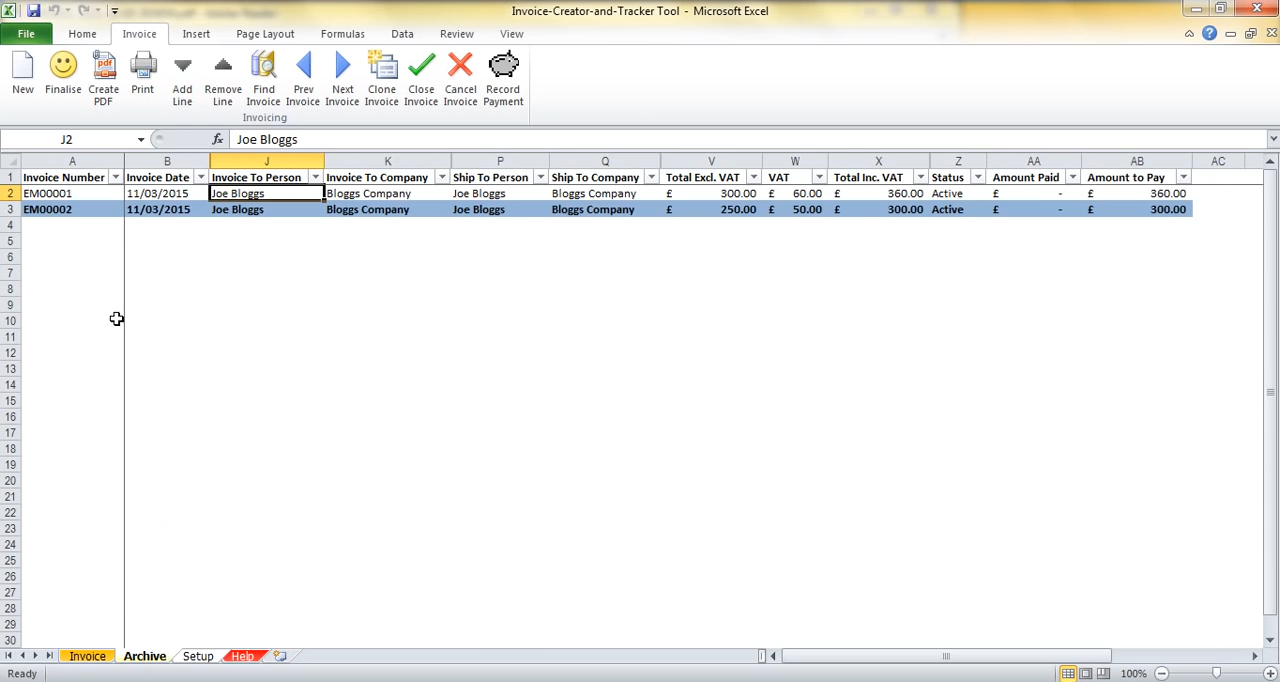 Invoice-Creator-and-Tracker Tool - Microsoft Excel
File Home Invoice Insert Page Layout Formulas Data Review View
New Finalise Create PDF Print Add Line Remove Line Find Invoice Prev Invoice Next Invoice Clone Invoice Close Invoice Cancel Invoice Record Payment
Invoicing
J2 fx Joe Bloggs
A B J K P Q V W X Z AA AB AC
1 Invoice Number Invoice Date Invoice To Person Invoice To Company Ship To Person Ship To Company Total Excl. VAT VAT Total Inc. VAT Status Amount Paid Amount to Pay
2 EM00001 11/03/2015 Joe Bloggs Bloggs Company Joe Bloggs Bloggs Company £ 300.00 £ 60.00 £ 360.00 Active £ - £ 360.00
3 EM00002 11/03/2015 Joe Bloggs Bloggs Company Joe Bloggs Bloggs Company £ 250.00 £ 50.00 £ 300.00 Active £ - £ 300.00
4
5
6
7
8
9
10
11
12
13
14
15
16
17
18
19
20
21
22
23
24
25
26
27
28
29
30
Invoice Archive Setup Help
Ready 100%